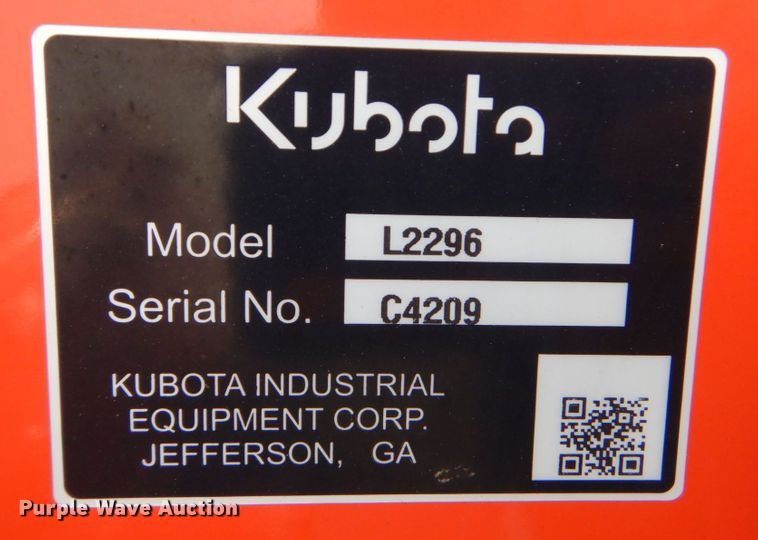 Kubota
Model L2296
Serial No. C4209
KUBOTA INDUSTRIAL
EQUIPMENT CORP.
JEFFERSON, GA
Purple Wave Auction